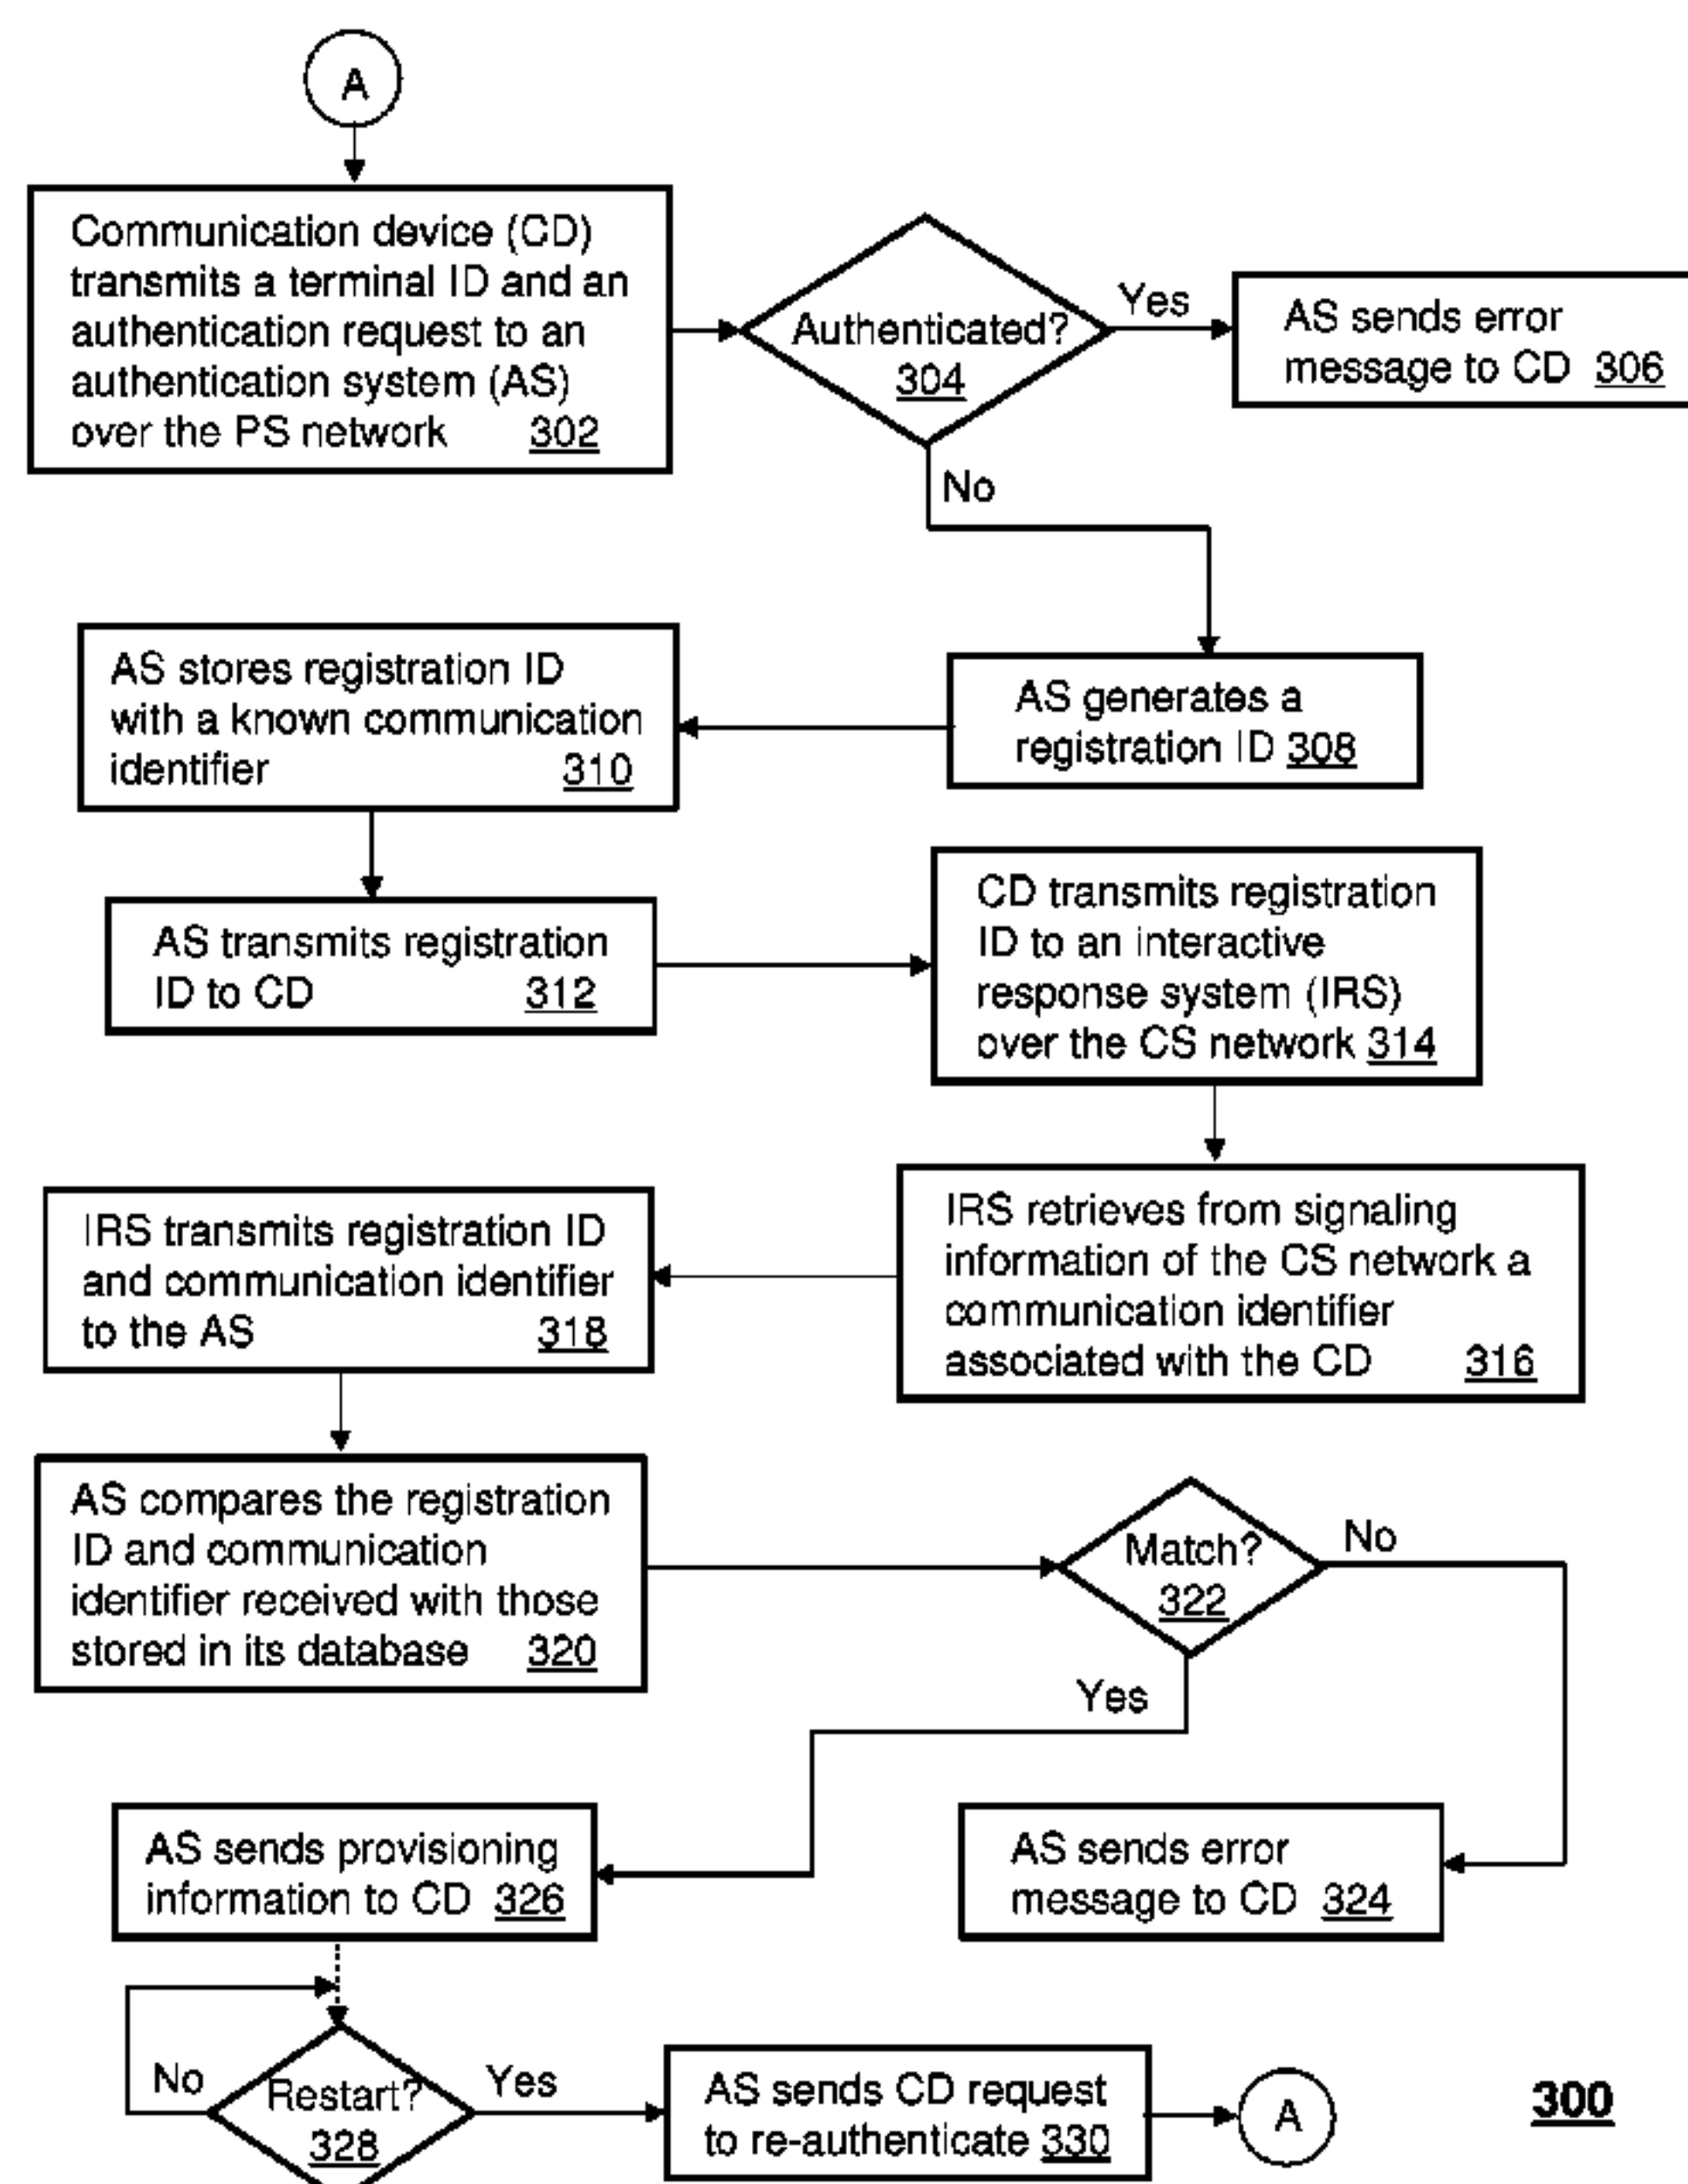 A
Communication device (CD)
transmits a terminal ID and an
authentication request to an
authentication system (AS)
over the PS network 302
Authenticated?
304
Yes
No
AS sends error
message to CD 306
AS generates a
registration ID 308
AS stores registration ID
with a known communication
identifier 310
AS transmits registration
ID to CD 312
CD transmits registration
ID to an interactive
response system (IRS)
over the CS network 314
IRS retrieves from signaling
information of the CS network a
communication identifier
associated with the CD 316
IRS transmits registration ID
and communication identifier
to the AS 318
AS compares the registration
ID and communication
identifier received with those
stored in its database 320
Match?
322
No
Yes
AS sends error
message to CD 324
AS sends provisioning
information to CD 326
Restart?
328
No
Yes
AS sends CD request
to re-authenticate 330
A
300